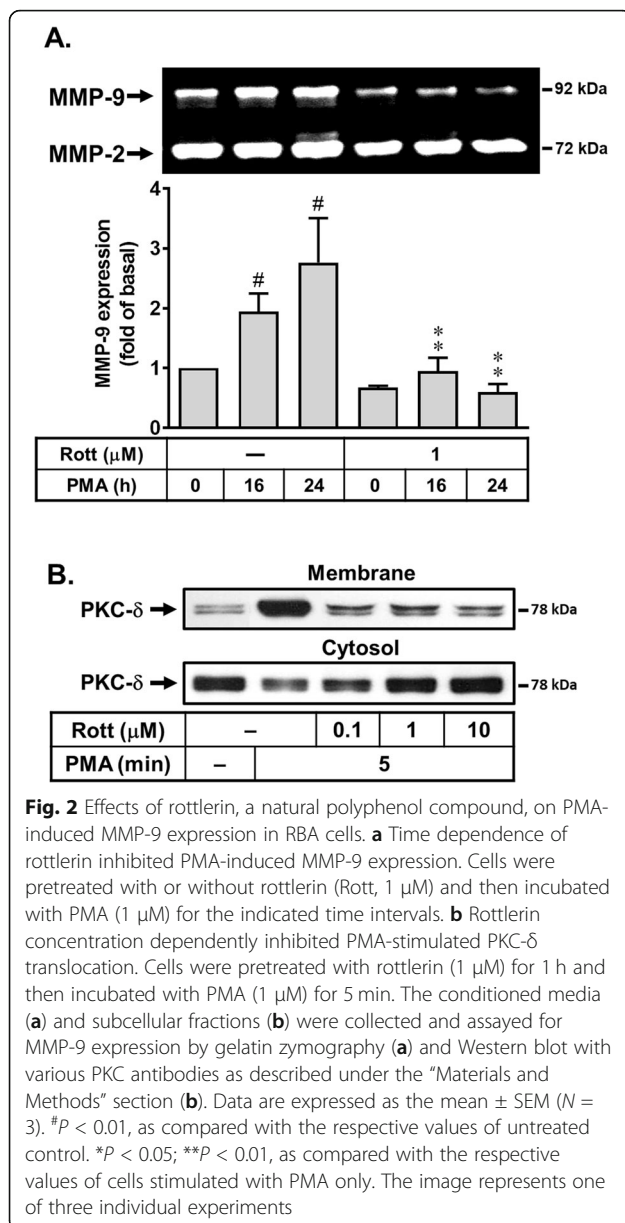 A.
MMP-9
92 kDa
MMP-2
72 kDa
MMP-9 expression
(fold of basal)
4
3
2
1
0
#
#
**
**
Rott (μM) — 1
PMA (h) 0 16 24 0 16 24
B.
Membrane
PKC-δ
78 kDa
Cytosol
PKC-δ
78 kDa
Rott (μM) – 0.1 1 10
PMA (min) – 5
Fig. 2 Effects of rottlerin, a natural polyphenol compound, on PMA-
induced MMP-9 expression in RBA cells. a Time dependence of
rottlerin inhibited PMA-induced MMP-9 expression. Cells were
pretreated with or without rottlerin (Rott, 1 μM) and then incubated
with PMA (1 μM) for the indicated time intervals. b Rottlerin
concentration dependently inhibited PMA-stimulated PKC-δ
translocation. Cells were pretreated with rottlerin (1 μM) for 1 h and
then incubated with PMA (1 μM) for 5 min. The conditioned media
(a) and subcellular fractions (b) were collected and assayed for
MMP-9 expression by gelatin zymography (a) and Western blot with
various PKC antibodies as described under the “Materials and
Methods” section (b). Data are expressed as the mean ± SEM (N =
3). #P < 0.01, as compared with the respective values of untreated
control. *P < 0.05; **P < 0.01, as compared with the respective
values of cells stimulated with PMA only. The image represents one
of three individual experiments